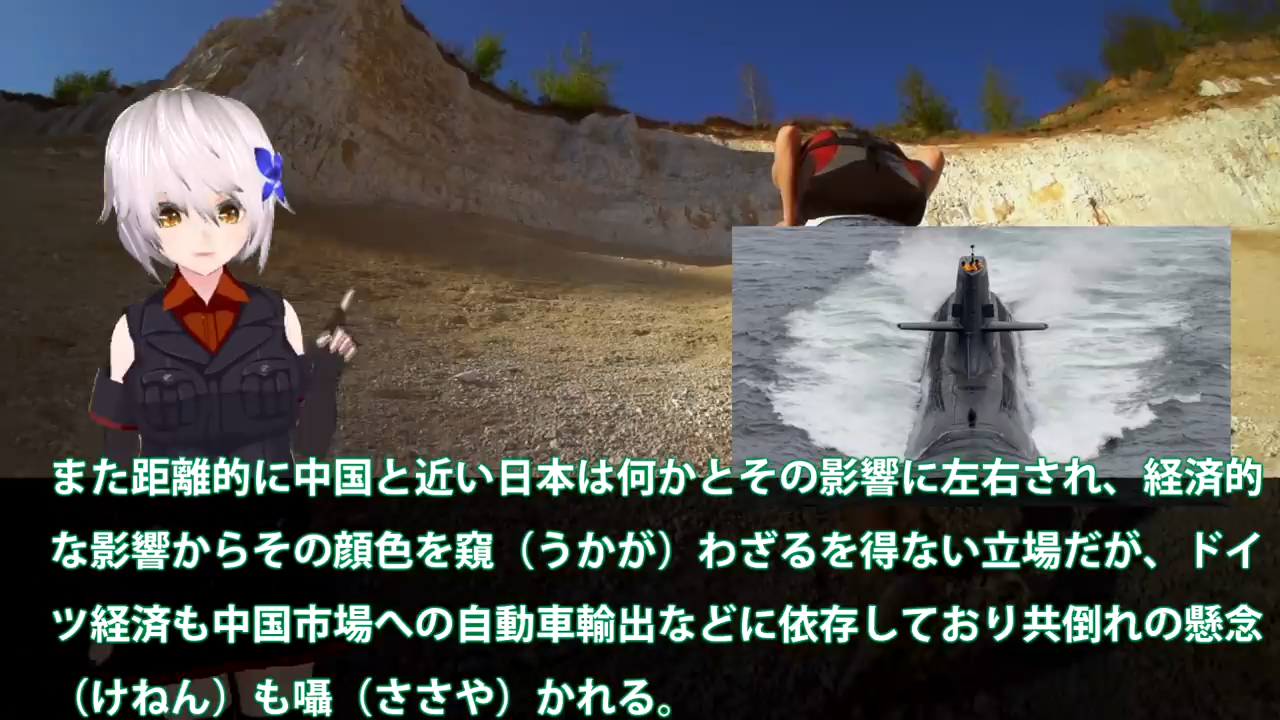 また距離的に中国と近い日本は何かとその影響に左右され、経済的
な影響からその顔色を窺（うかが）わざるを得ない立場だが、ドイ
ツ経済も中国市場への自動車輸出などに依存しており共倒れの懸念
（けねん）も囁（ささや）かれる。